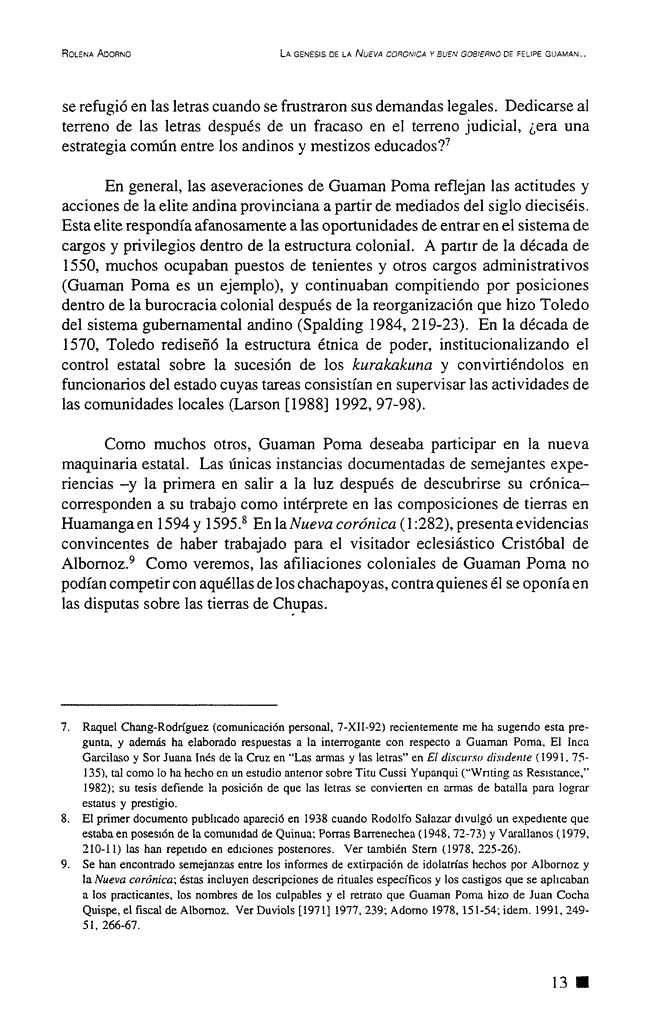 ROLENA ADORNO LA GENESIS DE LA NUEVA CORONICA Y BUEN GOBIERNO DE FELIPE GUAMAN..
se refugió en las letras cuando se frustraron sus demandas legales. Dedicarse al
terreno de las letras después de un fracaso en el terreno judicial, ¿era una
estrategia común entre los andinos y mestizos educados?7
En general, las aseveraciones de Guaman Poma reflejan las actitudes y
acciones de la elite andina provinciana a partir de mediados del siglo dieciséis.
Esta elite respondía afanosamente a las oportunidades de entrar en el sistema de
cargos y privilegios dentro de la estructura colonial. A partir de la década de
1550, muchos ocupaban puestos de tenientes y otros cargos administrativos
(Guaman Poma es un ejemplo), y continuaban compitiendo por posiciones
dentro de la burocracia colonial después de la reorganización que hizo Toledo
del sistema gubernamental andino (Spalding 1984, 219-23). En la década de
1570, Toledo rediseñó la estructura étnica de poder, institucionalizando el
control estatal sobre la sucesión de los kurakakuna y convirtiéndolos en
funcionarios del estado cuyas tareas consistían en supervisar las actividades de
las comunidades locales (Larson [1988] 1992, 97-98).
Como muchos otros, Guaman Poma deseaba participar en la nueva
maquinaria estatal. Las únicas instancias documentadas de semejantes expe-
riencias –y la primera en salir a la luz después de descubrirse su crónica–
corresponden a su trabajo como intérprete en las composiciones de tierras en
Huamanga en 1594 y 1595.8 En la Nueva corónica (1:282), presenta evidencias
convincentes de haber trabajado para el visitador eclesiástico Cristóbal de
Albornoz.9 Como veremos, las afiliaciones coloniales de Guaman Poma no
podían competir con aquéllas de los chachapoyas, contra quienes él se oponía en
las disputas sobre las tierras de Chupas.
7. Raquel Chang-Rodríguez (comunicación personal, 7-XII-92) recientemente me ha sugerido esta pre-
gunta, y además ha elaborado respuestas a la interrogante con respecto a Guaman Poma, El Inca
Garcilaso y Sor Juana Inés de la Cruz en "Las armas y las letras" en El discurso disidente (1991, 75-
135), tal como lo ha hecho en un estudio anterior sobre Titu Cussi Yupanqui ("Writing as Resistance,"
1982); su tesis defiende la posición de que las letras se convierten en armas de batalla para lograr
estatus y prestigio.
8. El primer documento publicado apareció en 1938 cuando Rodolfo Salazar divulgó un expediente que
estaba en posesión de la comunidad de Quinua; Porras Barrenechea (1948, 72-73) y Varallanos (1979,
210-11) las han repetido en ediciones posteriores. Ver también Stern (1978, 225-26).
9. Se han encontrado semejanzas entre los informes de extirpación de idolatrías hechos por Albornoz y
la Nueva corónica; éstas incluyen descripciones de rituales específicos y los castigos que se aplicaban
a los practicantes, los nombres de los culpables y el retrato que Guaman Poma hizo de Juan Cocha
Quispe, el fiscal de Albornoz. Ver Duviols [1971] 1977, 239; Adorno 1978, 151-54; idem. 1991, 249-
51, 266-67.
13